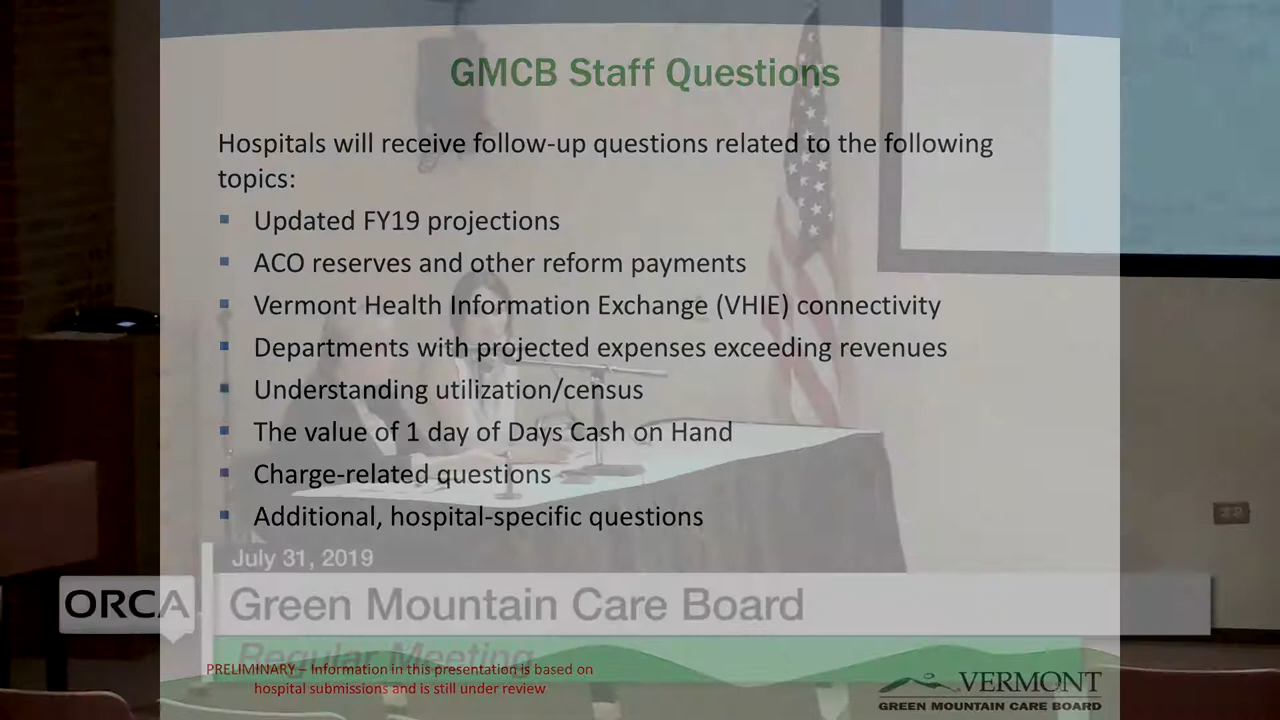 GMCB Staff Questions
Hospitals will receive follow-up questions related to the following
topics:
Updated FY19 projections
ACO reserves and other reform payments
Vermont Health Information Exchange (VHIE) connectivity
Departments with projected expenses exceeding revenues
Understanding utilization/census
The value of 1 day of Days Cash on Hand
Charge-related questions
Additional, hospital-specific questions
July 31, 2019
ORCA
Green Mountain Care Board
Regular Meeting
PRELIMINARY – Information in this presentation is based on
hospital submissions and is still under review
VERMONT
GREEN MOUNTAIN CARE BOARD